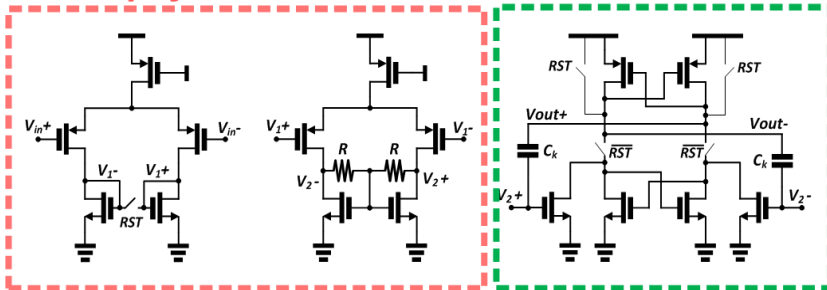 RST
RST
Vin+
Vin-
V1+
V1-
Vout+
Vout-
R
R
RST
RST
Ck
Ck
V1-
V1+
V2-
V2+
RST
V2+
V2-